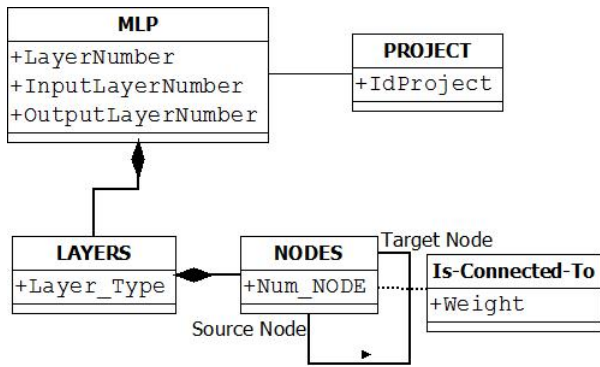 MLP
+LayerNumber
+InputLayerNumber
+OutputLayerNumber
PROJECT
+IdProject
LAYERS
+Layer_Type
NODES
+Num_NODE
Target Node
Is-Connected-To
+Weight
Source Node